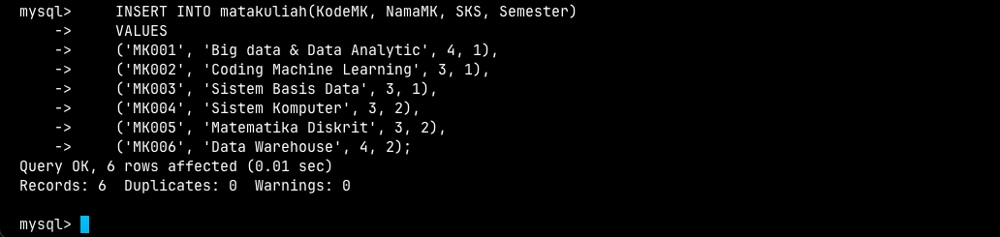 mysql>     INSERT INTO matakuliah(KodeMK, NamaMK, SKS, Semester)
    ->     VALUES
    ->     ('MK001', 'Big data & Data Analytic', 4, 1),
    ->     ('MK002', 'Coding Machine Learning', 3, 1),
    ->     ('MK003', 'Sistem Basis Data', 3, 1),
    ->     ('MK004', 'Sistem Komputer', 3, 2),
    ->     ('MK005', 'Matematika Diskrit', 3, 2),
    ->     ('MK006', 'Data Warehouse', 4, 2);
Query OK, 6 rows affected (0.01 sec)
Records: 6  Duplicates: 0  Warnings: 0
mysql>